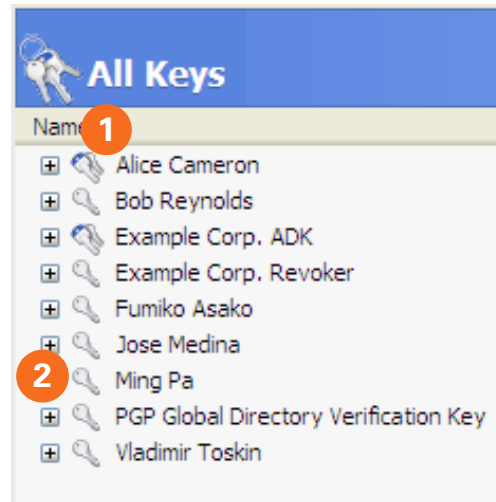 All Keys
Name
1
Alice Cameron
Bob Reynolds
Example Corp. ADK
Example Corp. Revoker
Fumiko Asako
Jose Medina
2
Ming Pa
PGP Global Directory Verification Key
Vladimir Toskin